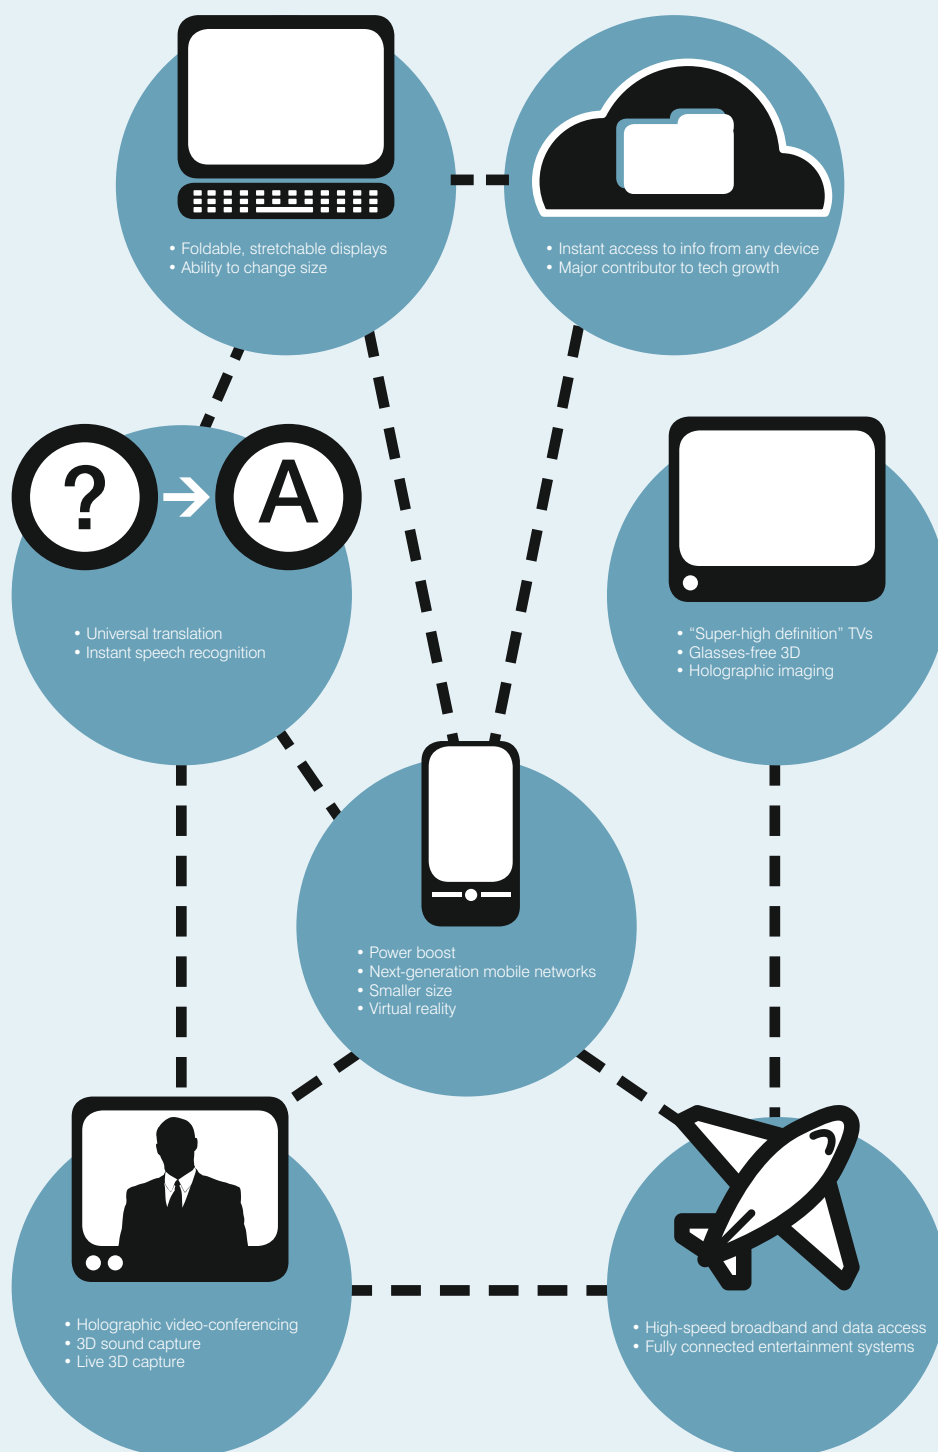 • Foldable, stretchable displays
• Ability to change size
• Instant access to info from any device
• Major contributor to tech growth
? A
• Universal translation
• Instant speech recognition
• “Super-high definition” TVs
• Glasses-free 3D
• Holographic imaging
• Power boost
• Next-generation mobile networks
• Smaller size
• Virtual reality
• Holographic video-conferencing
• 3D sound capture
• Live 3D capture
• High-speed broadband and data access
• Fully connected entertainment systems